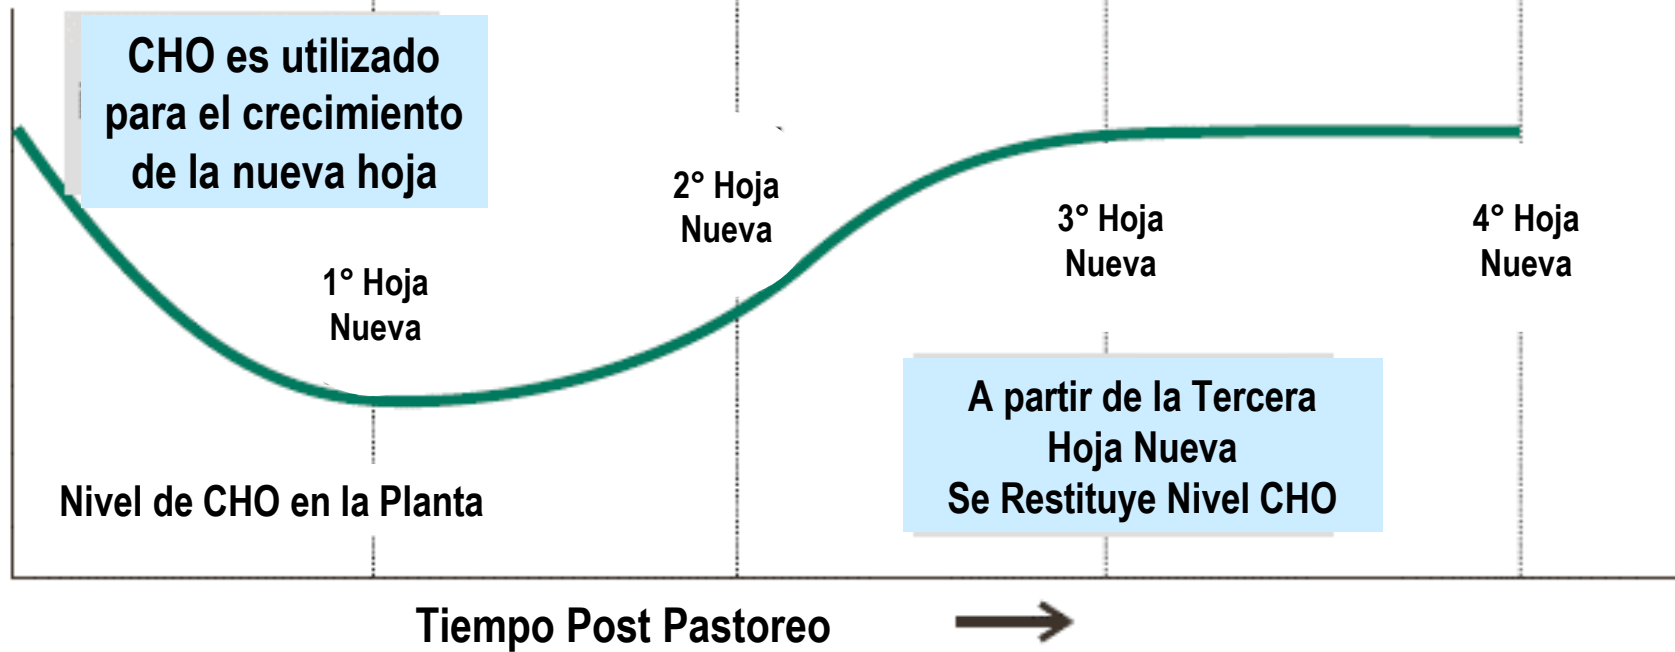 CHO es utilizado
para el crecimiento
de la nueva hoja
1° Hoja
Nueva
2° Hoja
Nueva
3° Hoja
Nueva
4° Hoja
Nueva
A partir de la Tercera
Hoja Nueva
Se Restituye Nivel CHO
Nivel de CHO en la Planta
Tiempo Post Pastoreo